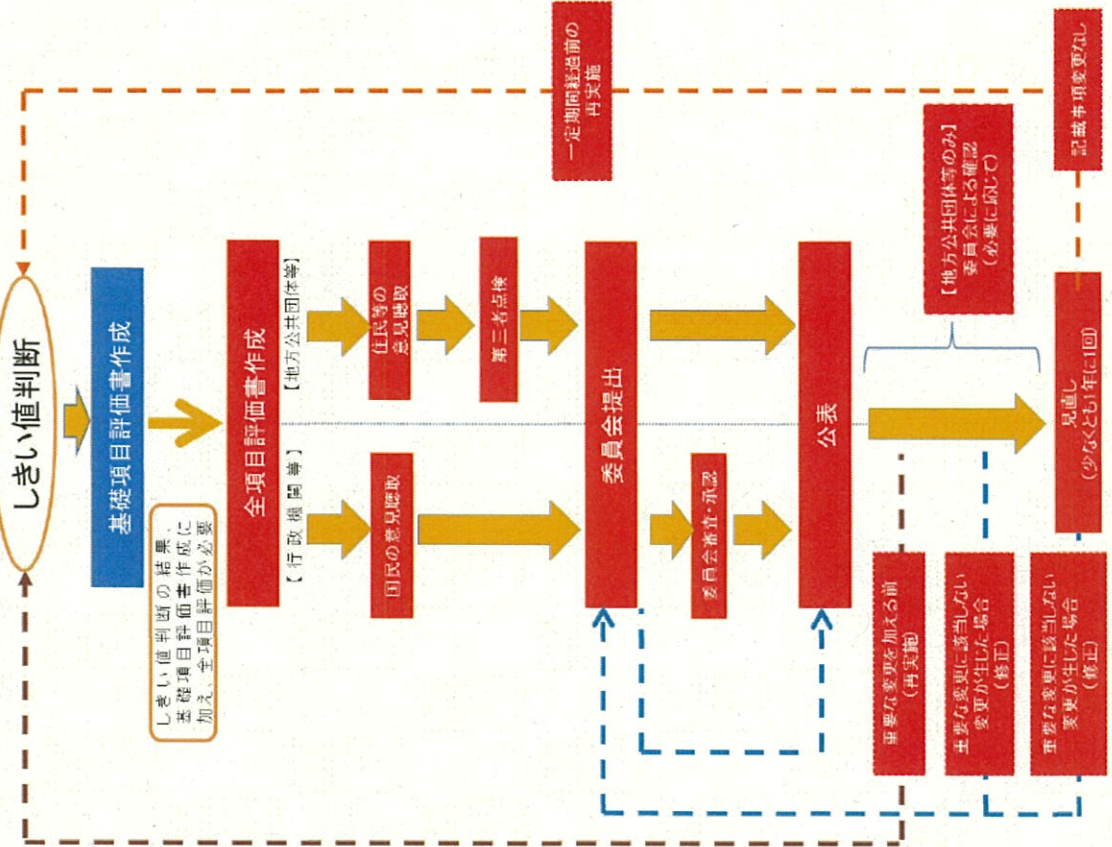 しきい値判断
基礎項目評価書作成
しきい値判断の結果、
基礎項目評価書作成に
加え、全項目評価が必要
全項目評価書作成
【行政機関等】
【地方公共団体等】
国民の意見聴取
住民等の
意見聴取
第三者点検
委員会提出
委員会審査・承認
公表
一定期間経過前の
再実施
【地方公共団体等のみ】
委員会による確認
（必要に応じて）
重要な変更を加える前
（再実施）
重要な変更に該当しない
変更が生じた場合
（修正）
見直し
（少なくとも1年に1回）
重要な変更に該当しない
変更が生じた場合
（修正）
記載事項変更なし